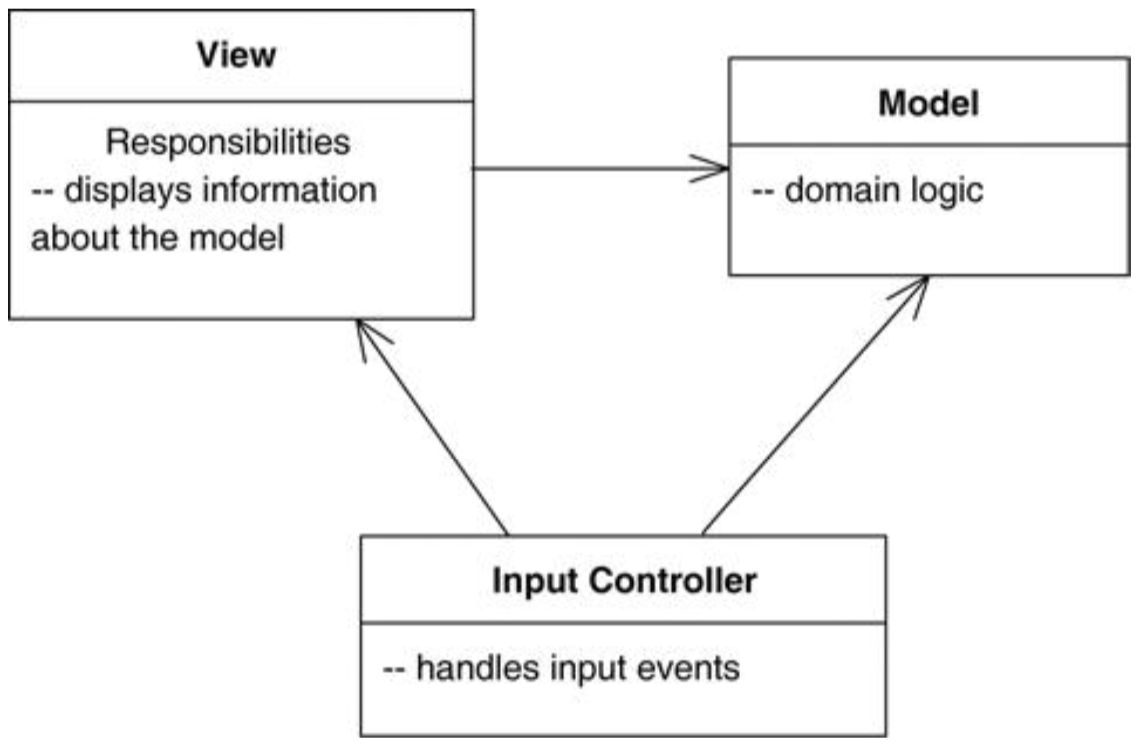 View
Responsibilities
-- displays information
about the model
Model
-- domain logic
Input Controller
-- handles input events